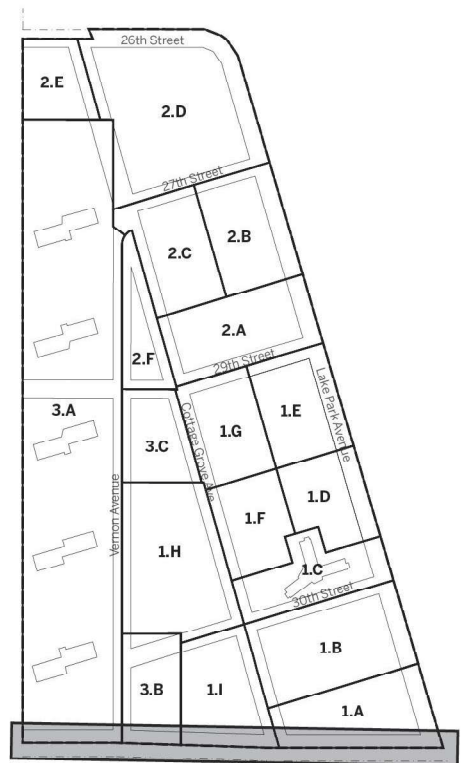 26th Street
2.E
2.D
27th Street
2.C
2.B
2.A
2.F
29th Street
3.A
Cottage Grove Ave
Lake Park Avenue
1.E
1.G
3.C
1.D
1.F
Vernon Avenue
1.H
1.C
30th Street
1.B
3.B
1.I
1.A